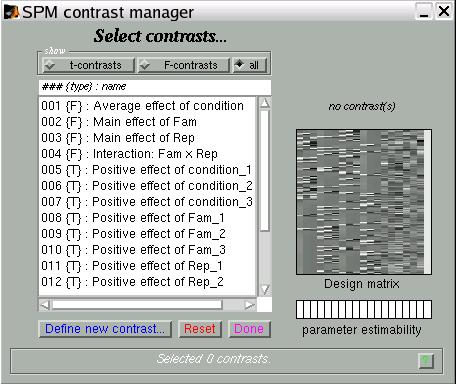 SPM contrast manager
Select contrasts...
show
t-contrasts F-contrasts all
### {type} : name
001 {F} : Average effect of condition
002 {F} : Main effect of Fam
003 {F} : Main effect of Rep
004 {F} : Interaction: Fam x Rep
005 {T} : Positive effect of condition_1
006 {T} : Positive effect of condition_2
007 {T} : Positive effect of condition_3
008 {T} : Positive effect of Fam_1
009 {T} : Positive effect of Fam_2
010 {T} : Positive effect of Fam_3
011 {T} : Positive effect of Rep_1
012 {T} : Positive effect of Rep_2
no contrast(s)
Design matrix
parameter estimability
Define new contrast... Reset Done
Selected 0 contrasts.
?